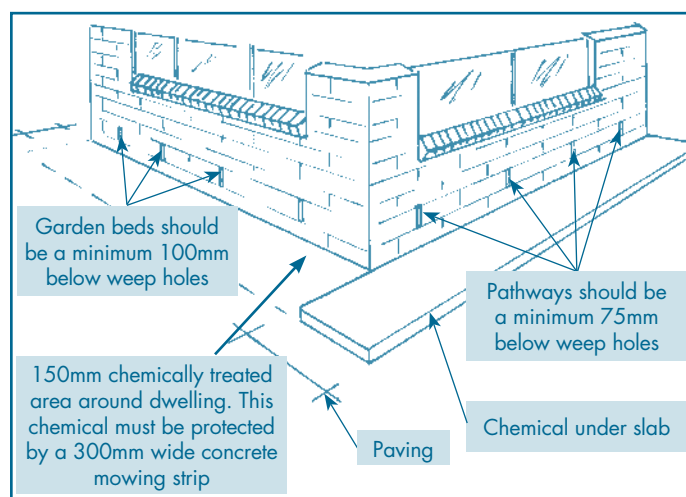 Garden beds should
be a minimum 100mm
below weep holes
Pathways should be
a minimum 75mm
below weep holes
150mm chemically treated
area around dwelling. This
chemical must be protected
by a 300mm wide concrete
mowing strip
Paving
Chemical under slab